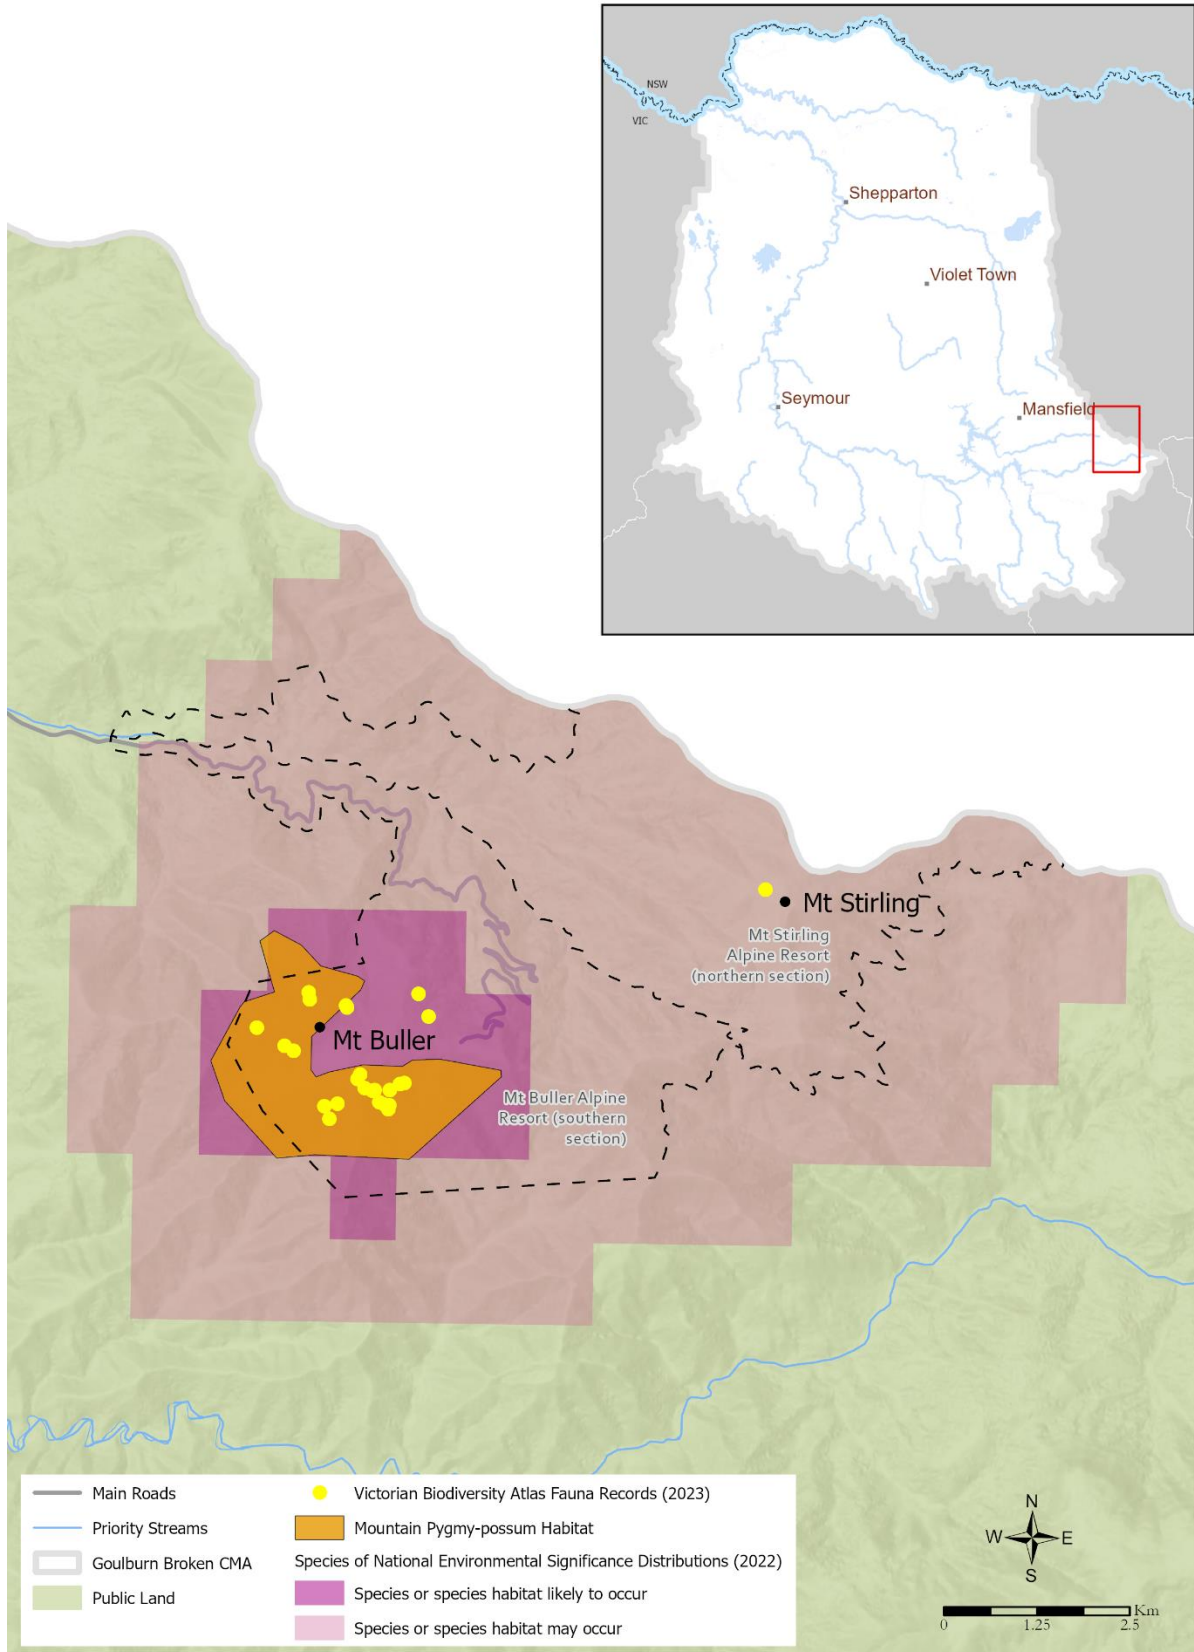 NSW
VIC
Shepparton
Violet Town
Seymour
Mansfield
Mt Stirling
Mt Stirling
Alpine Resort
(northern section)
Mt Buller
Mt Buller Alpine
Resort (southern
section)
Main Roads
Priority Streams
Goulburn Broken CMA
Public Land
Victorian Biodiversity Atlas Fauna Records (2023)
Mountain Pygmy-possum Habitat
Species of National Environmental Significance Distributions (2022)
Species or species habitat likely to occur
Species or species habitat may occur
N
W E
S
Km
0 1.25 2.5